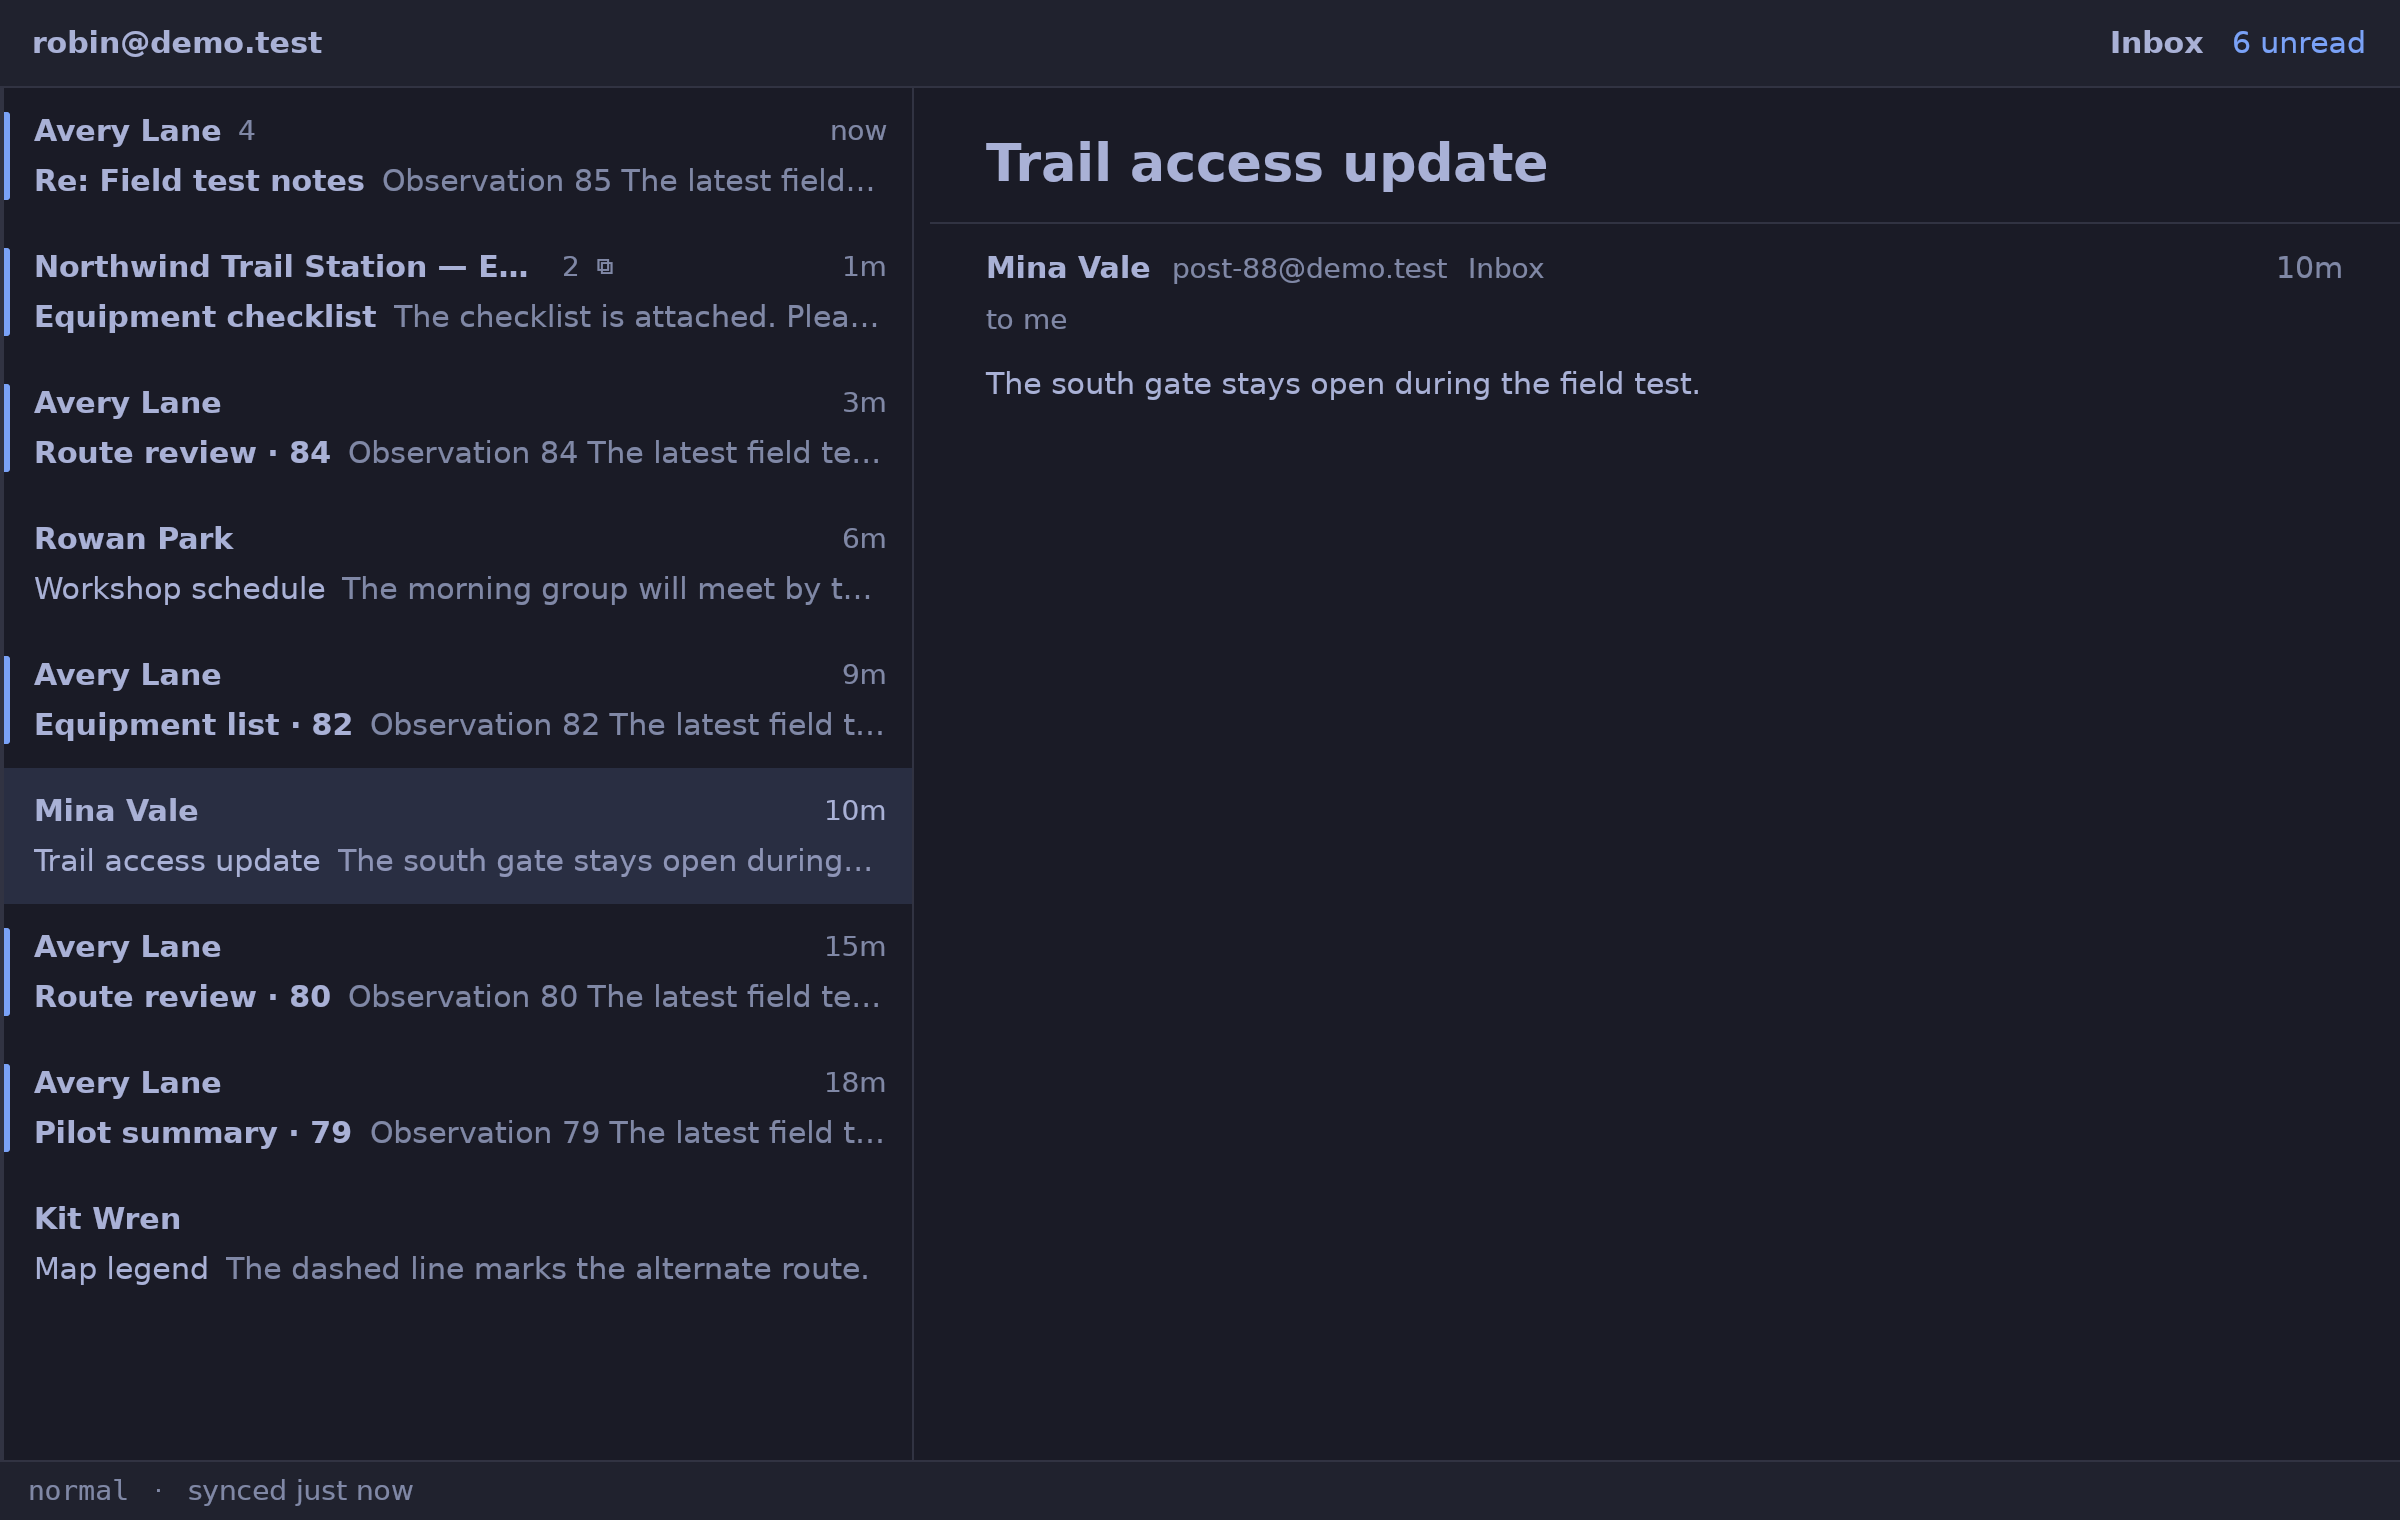 robin@demo.test
Inbox 6 unread
Avery Lane 4 now
Re: Field test notes Observation 85 The latest field…
Northwind Trail Station — E… 2 ⧉ 1m
Equipment checklist The checklist is attached. Plea…
Avery Lane 3m
Route review · 84 Observation 84 The latest field te…
Rowan Park 6m
Workshop schedule The morning group will meet by t…
Avery Lane 9m
Equipment list · 82 Observation 82 The latest field t…
Mina Vale 10m
Trail access update The south gate stays open during…
Avery Lane 15m
Route review · 80 Observation 80 The latest field te…
Avery Lane 18m
Pilot summary · 79 Observation 79 The latest field t…
Kit Wren
Map legend The dashed line marks the alternate route.
Trail access update
Mina Vale post-88@demo.test Inbox 10m
to me
The south gate stays open during the field test.
normal · synced just now